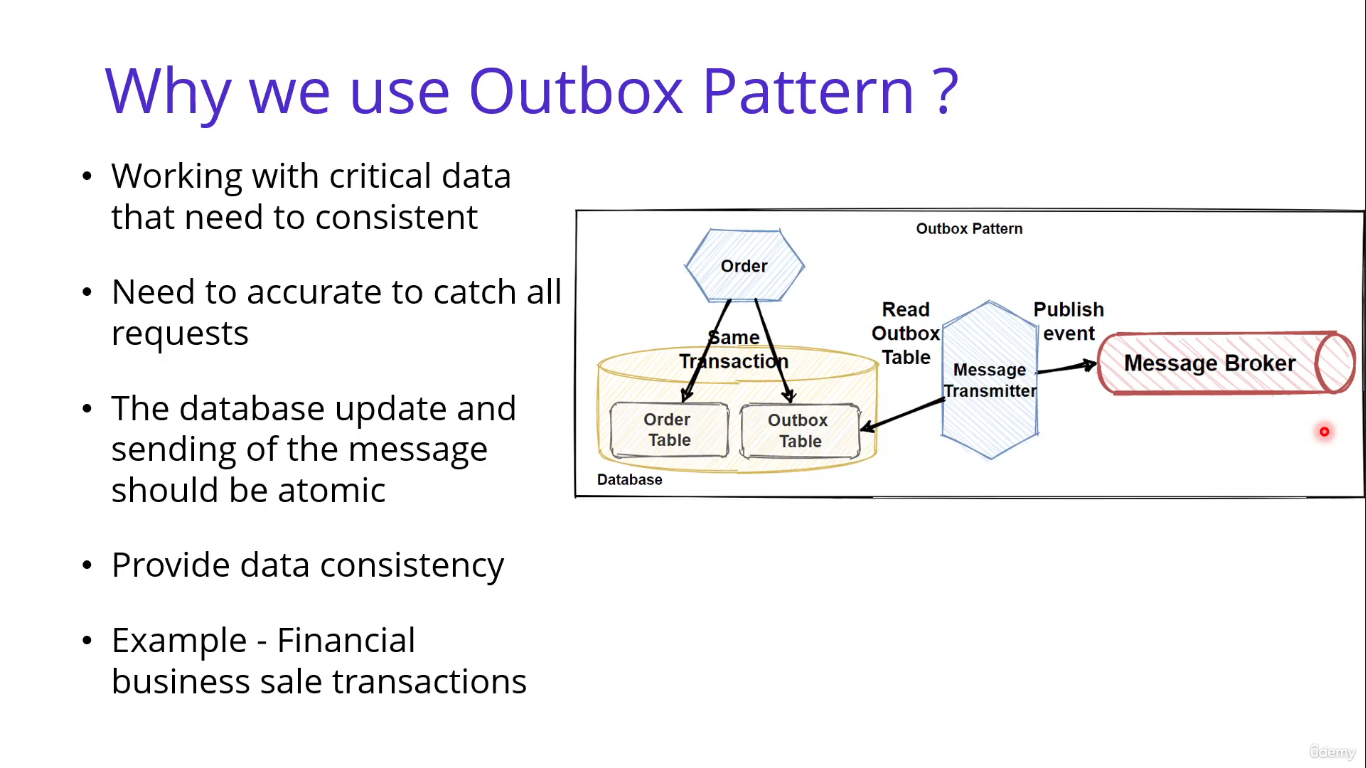 Why we use Outbox Pattern ?
• Working with critical data
that need to consistent
• Need to accurate to catch all
requests
• The database update and
sending of the message
should be atomic
• Provide data consistency
• Example - Financial
business sale transactions
Outbox Pattern
Order
Same
Transaction
Order
Table
Outbox
Table
Database
Read
Outbox
Table
Message
Transmitter
Publish
event
Message Broker
ûdemy